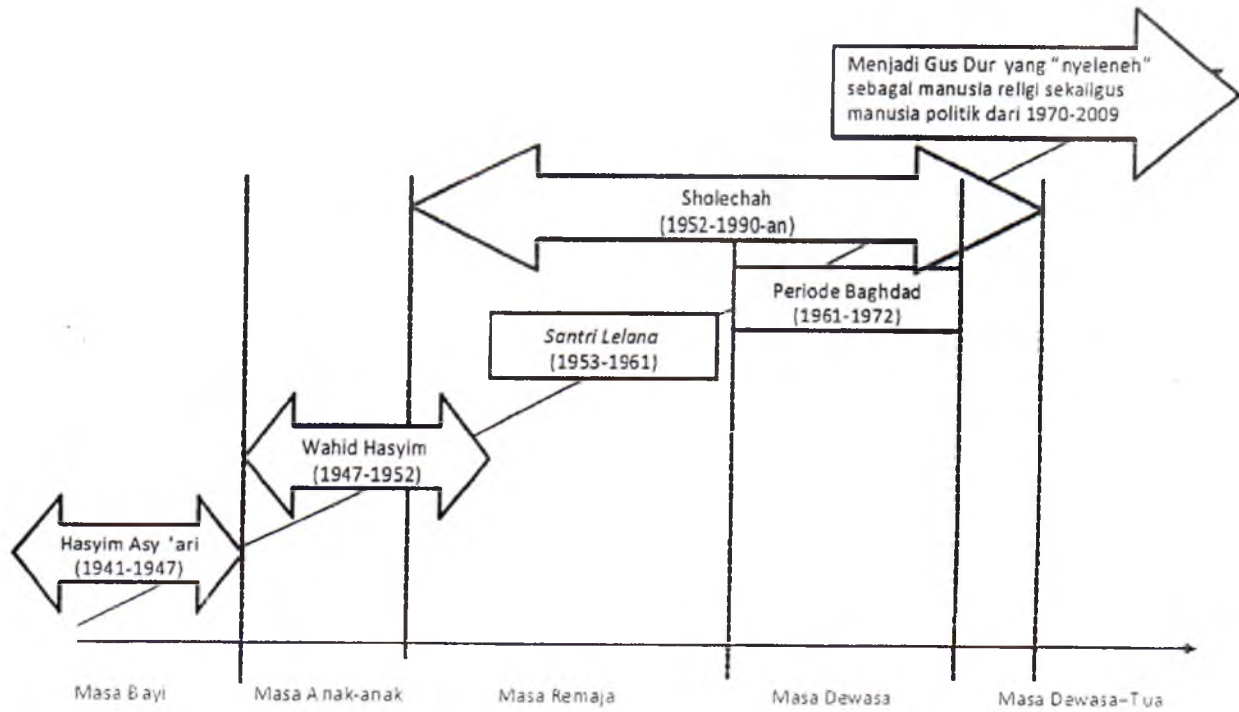 Menjadi Gus Dur yang "nyeleneh"
sebagai manusia religi sekaligus
manusia politik dari 1970-2009
Sholechah
(1952-1990-an)
Periode Baghdad
(1961-1972)
Santri Lelana
(1953-1961)
Wahid Hasyim
(1947-1952)
Hasyim Asy 'ari
(1941-1947)
Masa Bayi
Masa Anak-anak
Masa Remaja
Masa Dewasa
Masa Dewasa–Tua